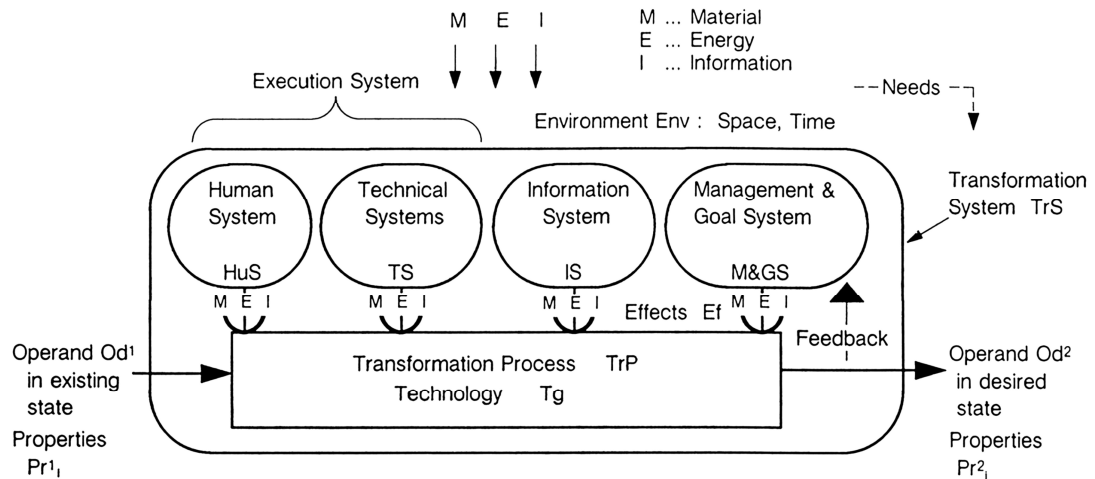 M E I
M ... Material
E ... Energy
I ... Information
Execution System
Needs
Environment Env : Space, Time
Human
System
HuS
Technical
Systems
TS
Information
System
IS
Management &
Goal System
M&GS
Transformation
System TrS
M E I
M E I
M E I
Effects Ef
M E I
Feedback
Operand Od¹
in existing
state
Properties
Pr¹ᵢ
Transformation Process TrP
Technology Tg
Operand Od²
in desired
state
Properties
Pr²ᵢ